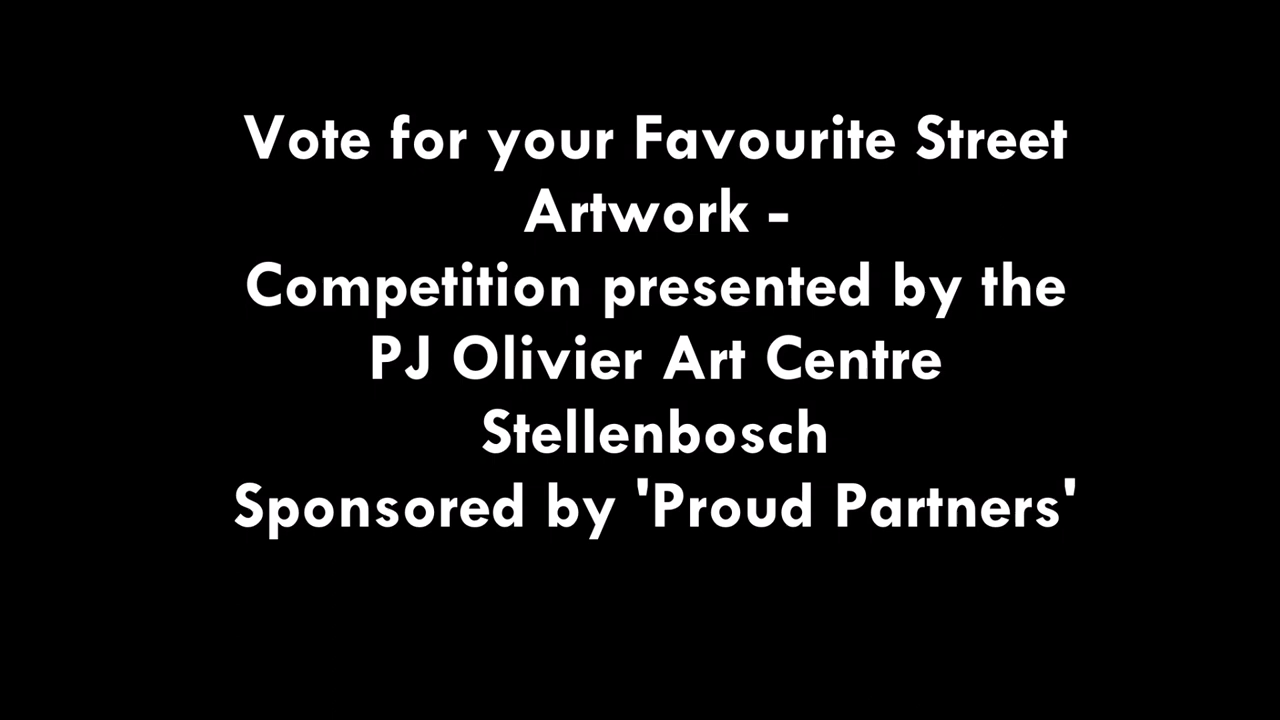 Vote for your Favourite Street
Artwork -
Competition presented by the
PJ Olivier Art Centre
Stellenbosch
Sponsored by 'Proud Partners'